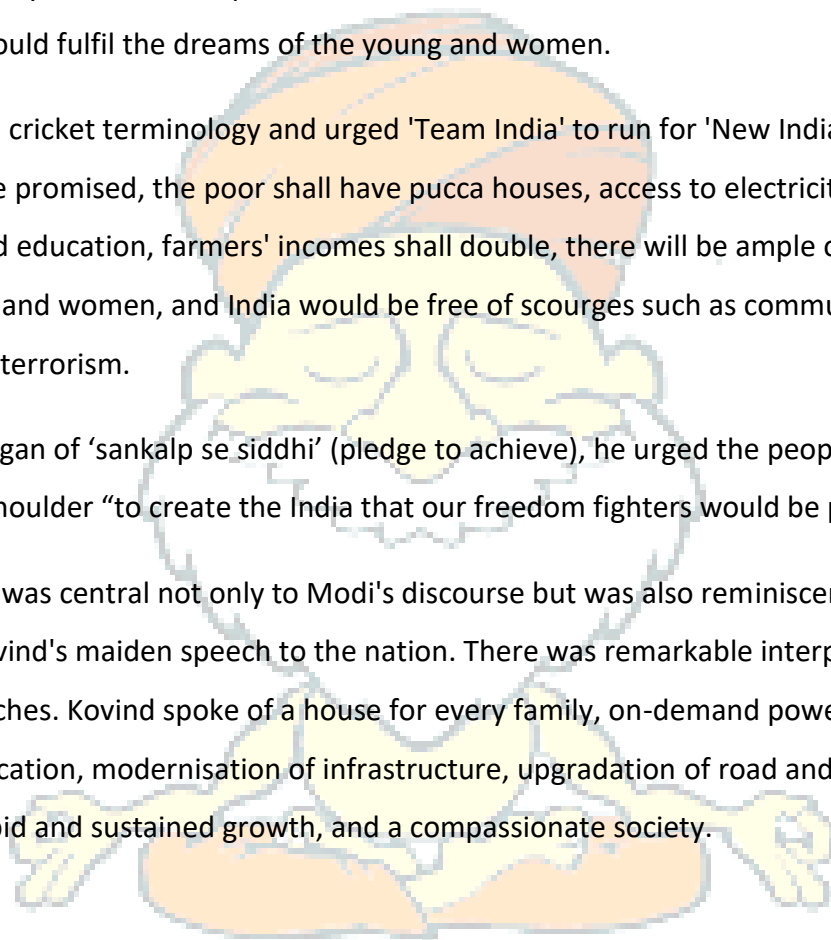 ould fulfil the dreams of the young and women.
cricket terminology and urged 'Team India' to run for 'New India
e promised, the poor shall have pucca houses, access to electricit
d education, farmers' incomes shall double, there will be ample
and women, and India would be free of scourges such as commu
terrorism.
gan of ‘sankalp se siddhi’ (pledge to achieve), he urged the peop
houlder “to create the India that our freedom fighters would be
was central not only to Modi's discourse but was also reminiscer
vind's maiden speech to the nation. There was remarkable interp
ches. Kovind spoke of a house for every family, on-demand powe
cation, modernisation of infrastructure, upgradation of road and
oid and sustained growth, and a compassionate society.